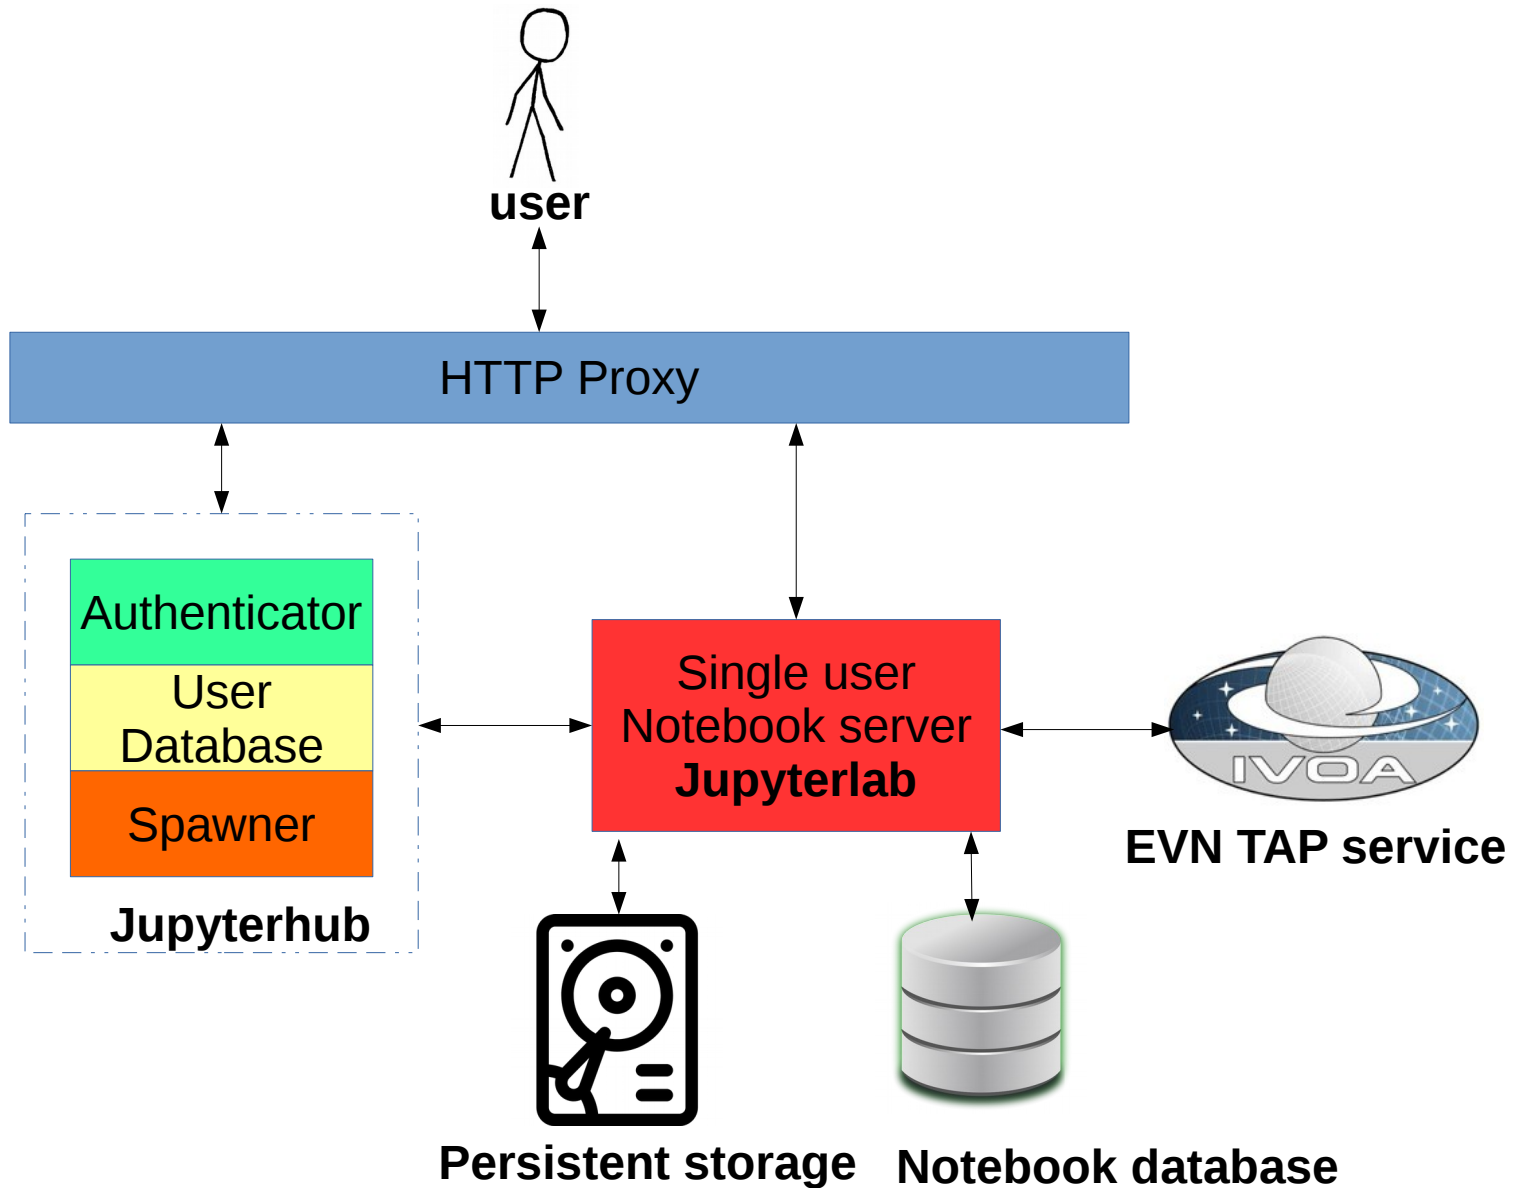 user
HTTP Proxy
Authenticator
User
Database
Spawner
Jupyterhub
Single user
Notebook server
Jupyterlab
IVOA
EVN TAP service
Persistent storage
Notebook database